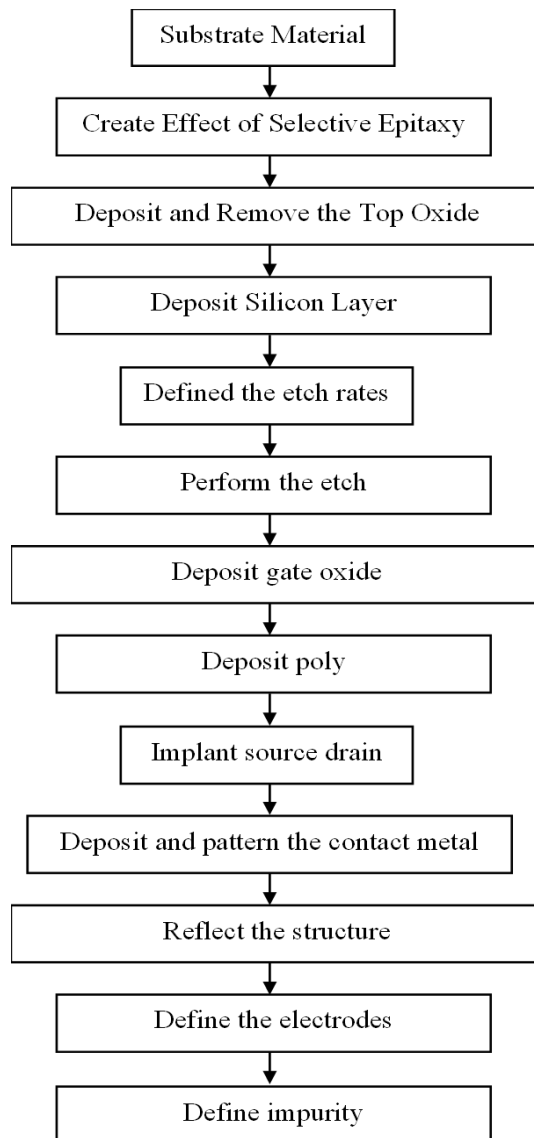 Substrate Material
Create Effect of Selective Epitaxy
Deposit and Remove the Top Oxide
Deposit Silicon Layer
Defined the etch rates
Perform the etch
Deposit gate oxide
Deposit poly
Implant source drain
Deposit and pattern the contact metal
Reflect the structure
Define the electrodes
Define impurity